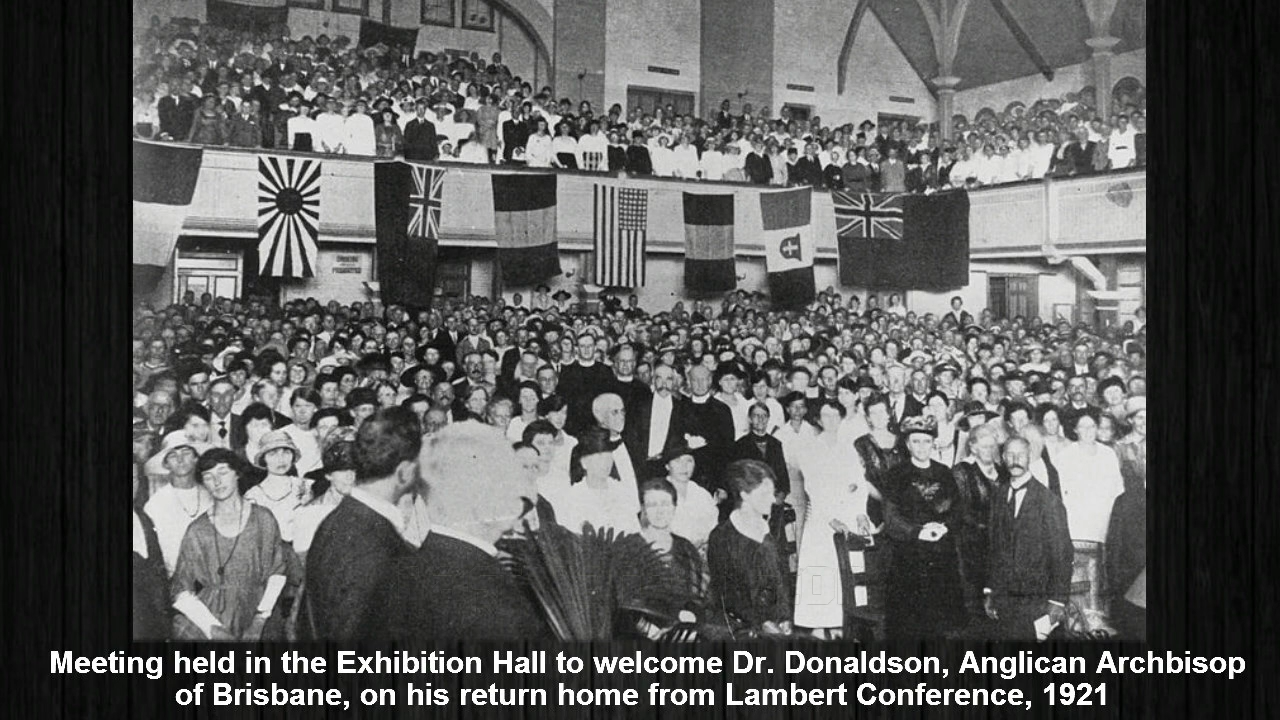 Meeting held in the Exhibition Hall to welcome Dr. Donaldson, Anglican Archbisop
of Brisbane, on his return home from Lambert Conference, 1921